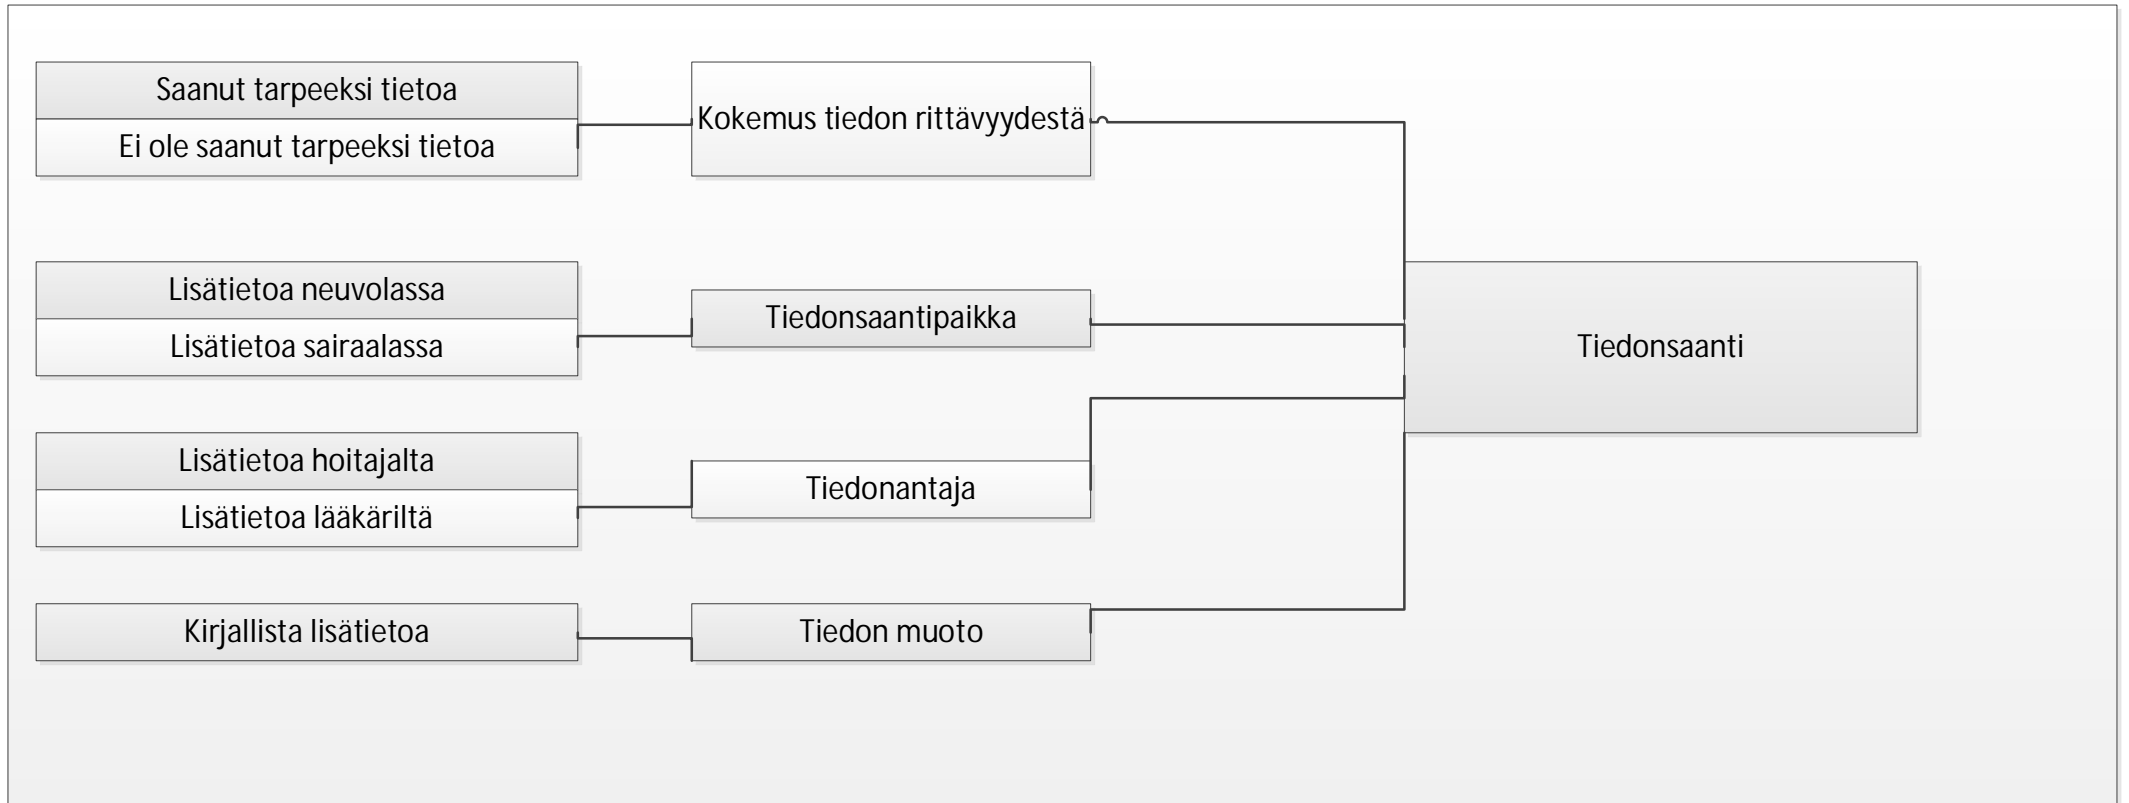 Saanut tarpeeksi tietoa
Ei ole saanut tarpeeksi tietoa
Kokemus tiedon rittävyydestä
Lisätietoa neuvolassa
Lisätietoa sairaalassa
Tiedonsaantipaikka
Tiedonsaanti
Lisätietoa hoitajalta
Lisätietoa lääkäriltä
Tiedonantaja
Kirjallista lisätietoa
Tiedon muoto